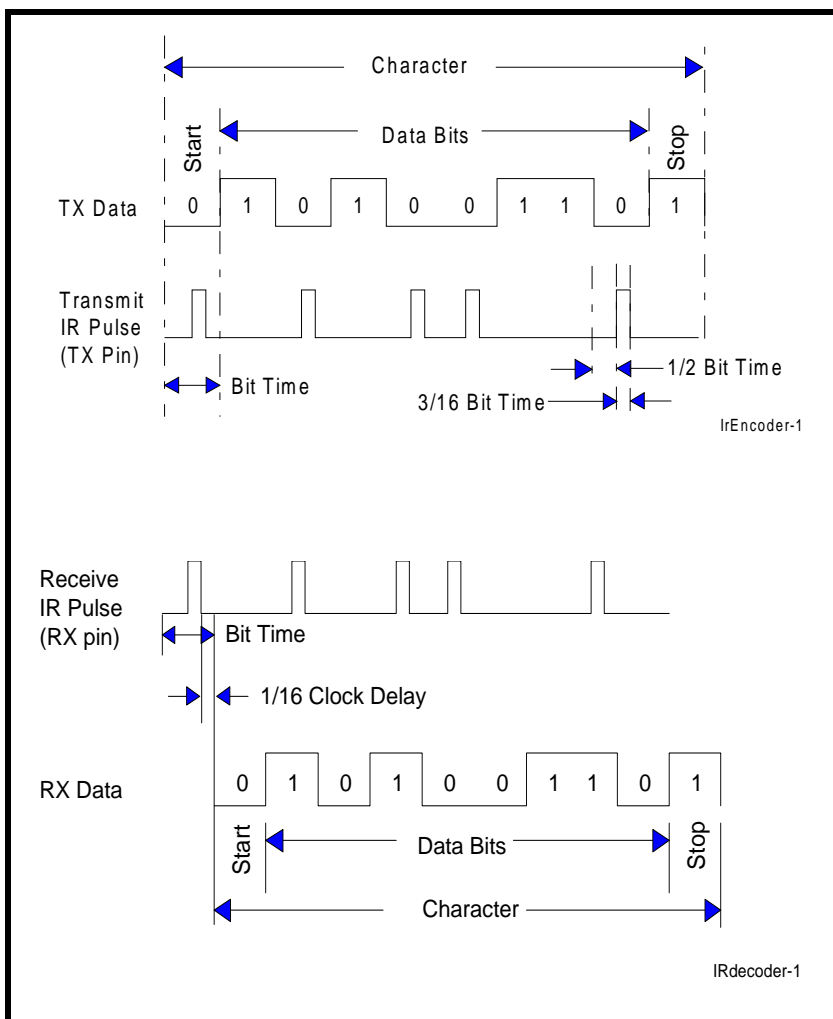 Character
Start
Data Bits
Stop
TX Data
0 1 0 1 0 0 1 1 0 1
Transmit
IR Pulse
(TX Pin)
Bit Time
1/2 Bit Time
3/16 Bit Time
IrEncoder-1
Receive
IR Pulse
(RX pin)
Bit Time
1/16 Clock Delay
RX Data
0 1 0 1 0 0 1 1 0 1
Start
Data Bits
Stop
Character
IRdecoder-1